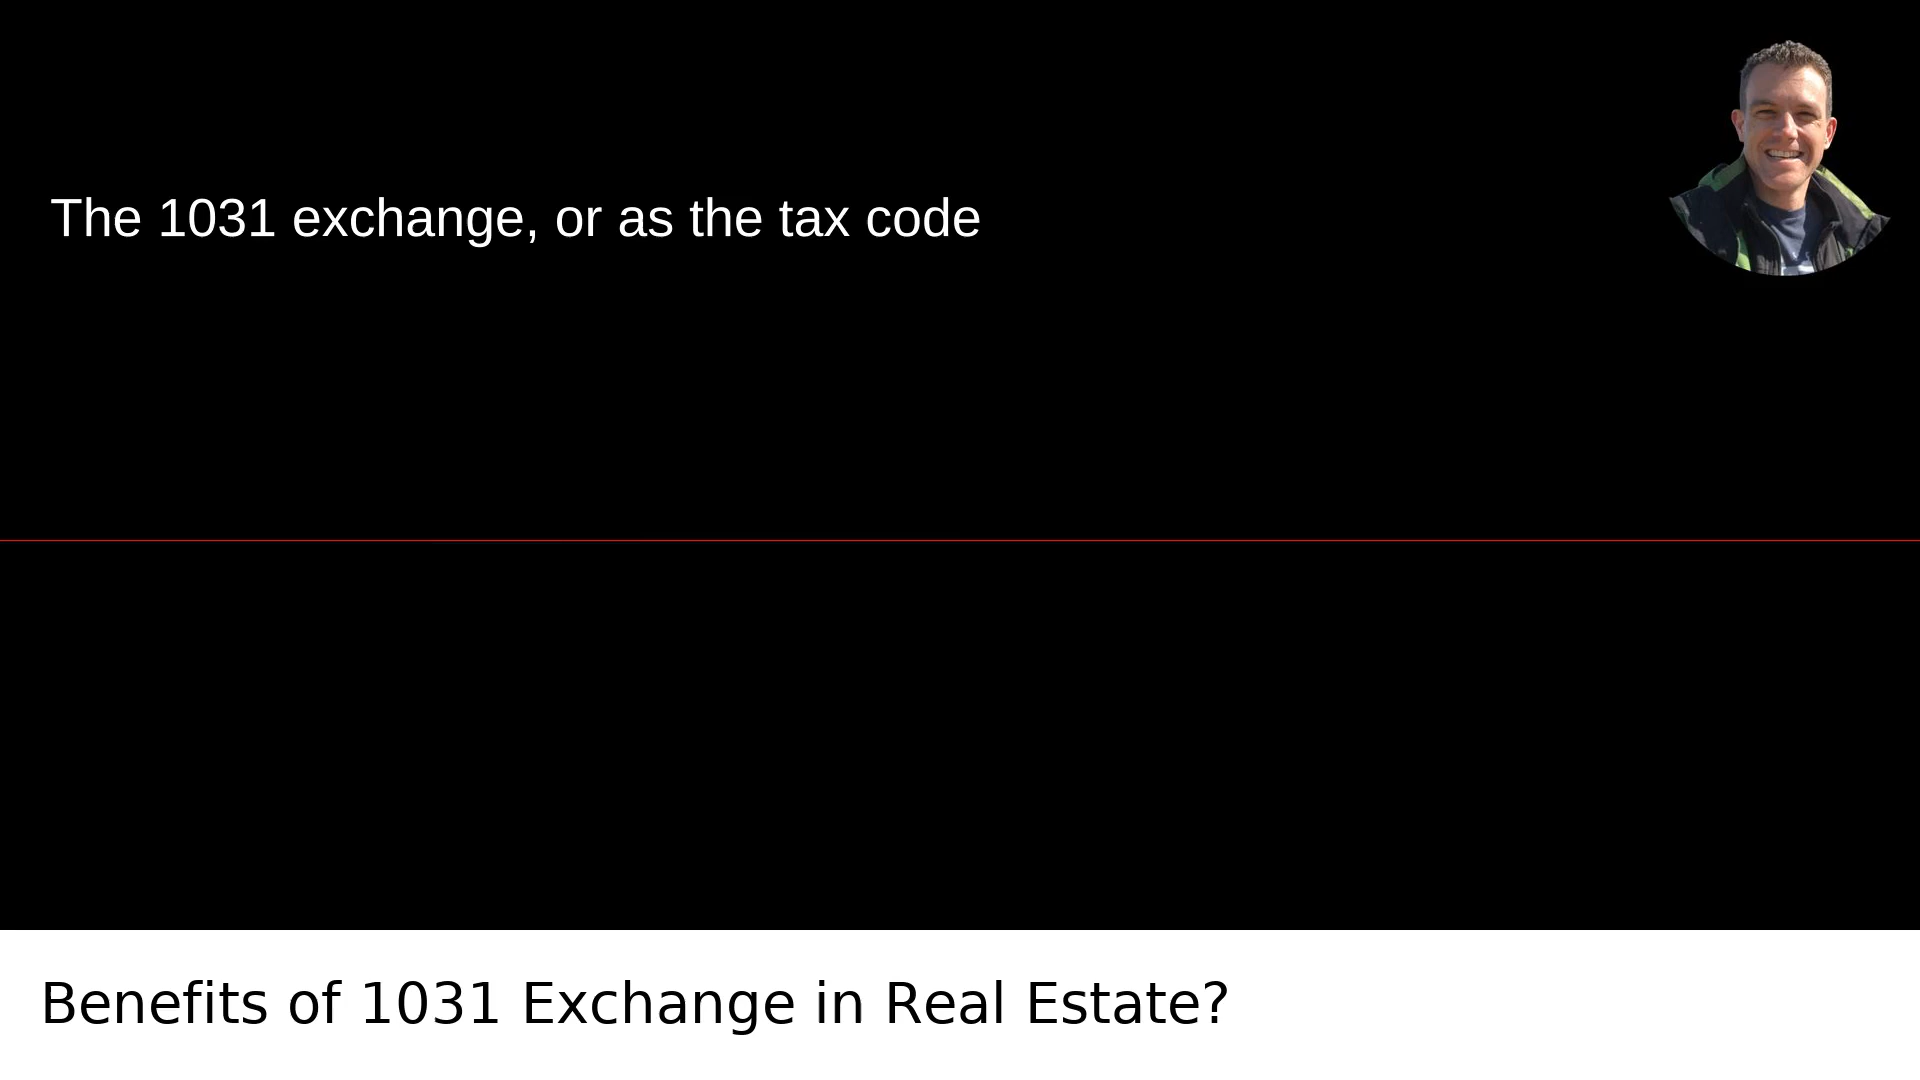 The 1031 exchange, or as the tax code
Benefits of 1031 Exchange in Real Estate?